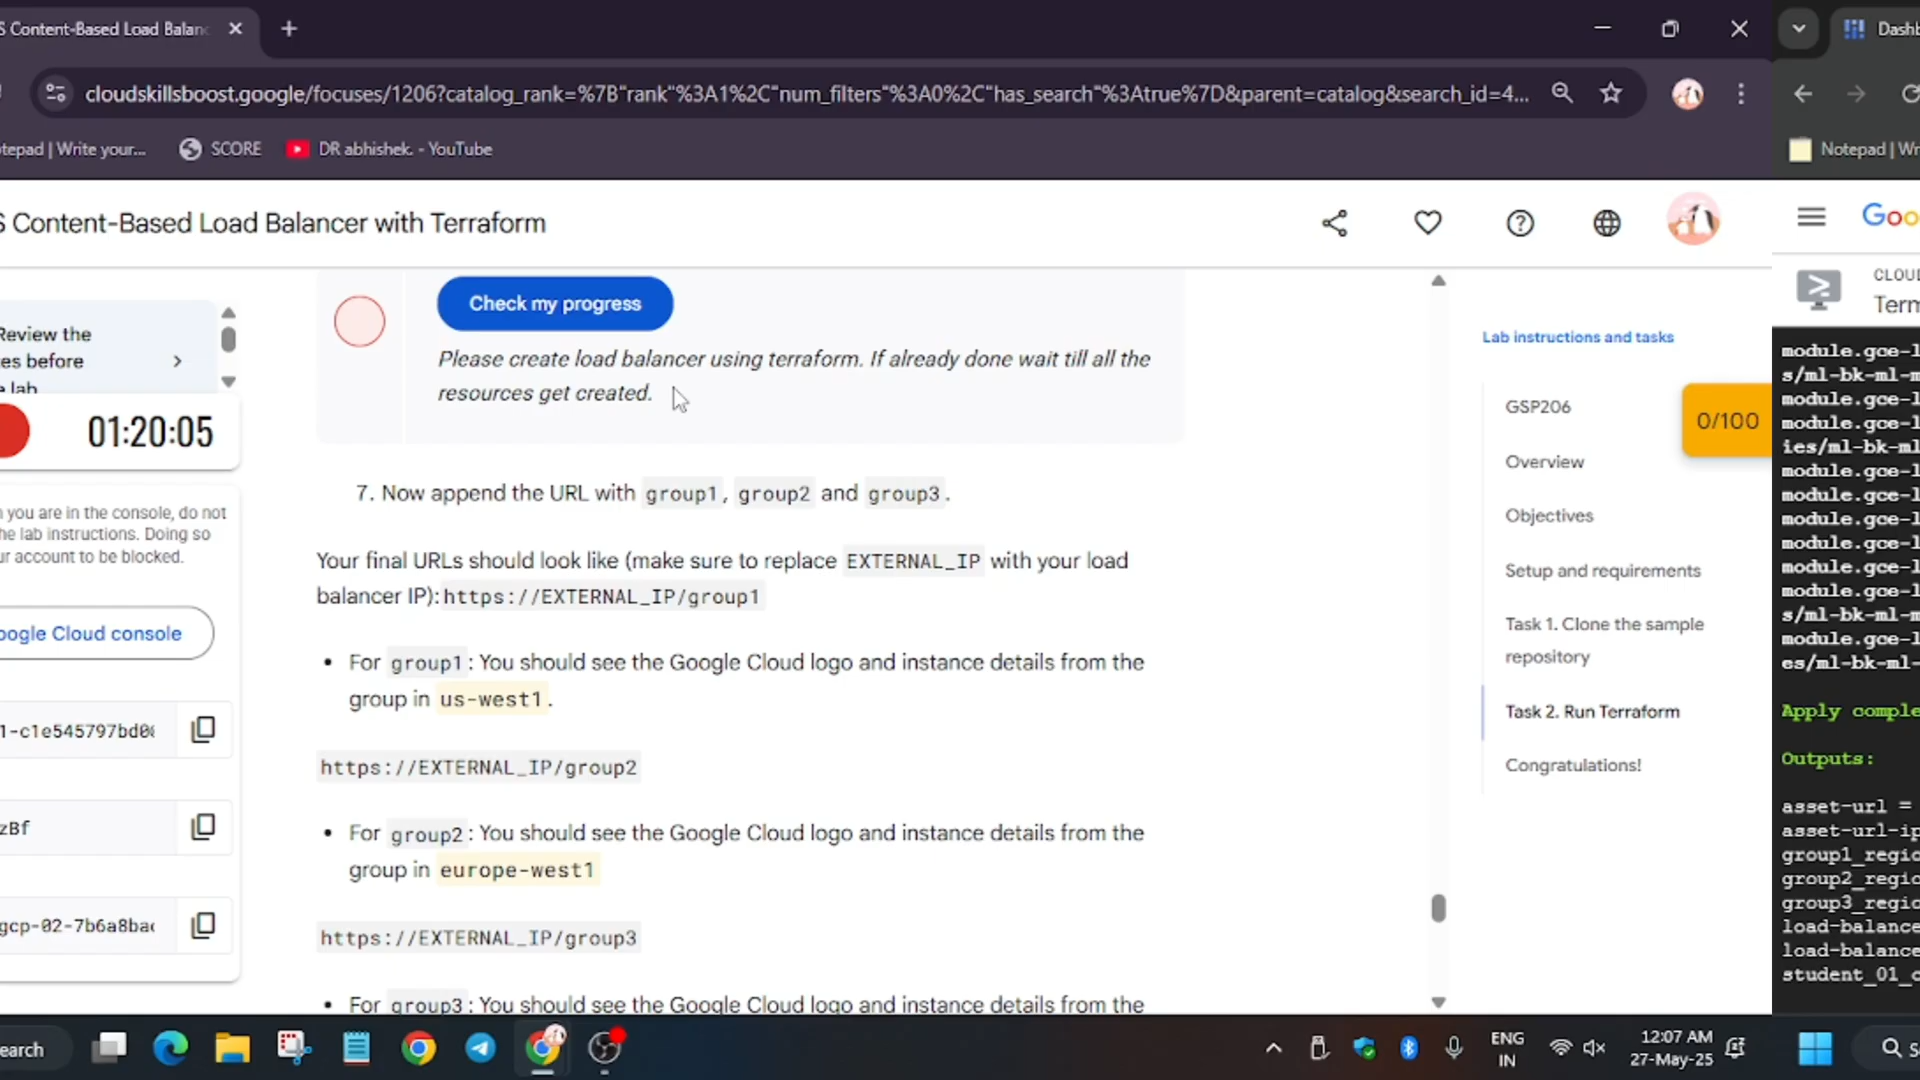 S Content-Based Load Balanc
Dashb
cloudskillsboost.google/focuses/1206?catalog_rank=%7B"rank"%3A1%2C"num_filters"%3A0%2C"has_search"%3Atrue%7D&parent=catalog&search_id=4...
tepad | Write your...
SCORE
DR abhishek. - YouTube
Notepad | Wr
S Content-Based Load Balancer with Terraform
Goo
CLOU
Term
Review the
es before
e lab
01:20:05
Check my progress
Please create load balancer using terraform. If already done wait till all the
resources get created.
7. Now append the URL with group1, group2 and group3.
Your final URLs should look like (make sure to replace EXTERNAL_IP with your load
balancer IP): https://EXTERNAL_IP/group1
• For group1: You should see the Google Cloud logo and instance details from the
group in us-west1.
https://EXTERNAL_IP/group2
• For group2: You should see the Google Cloud logo and instance details from the
group in europe-west1
https://EXTERNAL_IP/group3
• For group3: You should see the Google Cloud logo and instance details from the
you are in the console, do not
he lab instructions. Doing so
ur account to be blocked.
oogle Cloud console
1-c1e545797bd0
zBf
gcp-02-7b6a8ba
Lab instructions and tasks
GSP206
Overview
Objectives
Setup and requirements
Task 1. Clone the sample
repository
Task 2. Run Terraform
Congratulations!
0/100
module.gce-l
s/ml-bk-ml-m
module.gce-l
module.gce-l
ies/ml-bk-ml
module.gce-l
module.gce-l
module.gce-l
module.gce-l
module.gce-l
module.gce-l
s/ml-bk-ml-m
module.gce-l
es/ml-bk-ml-
Apply comple
Outputs:
asset-url =
asset-url-ip
group1_regio
group2_regio
group3_regio
load-balance
load-balance
student_01_c
earch
ENG
IN
12:07 AM
27-May-25
S